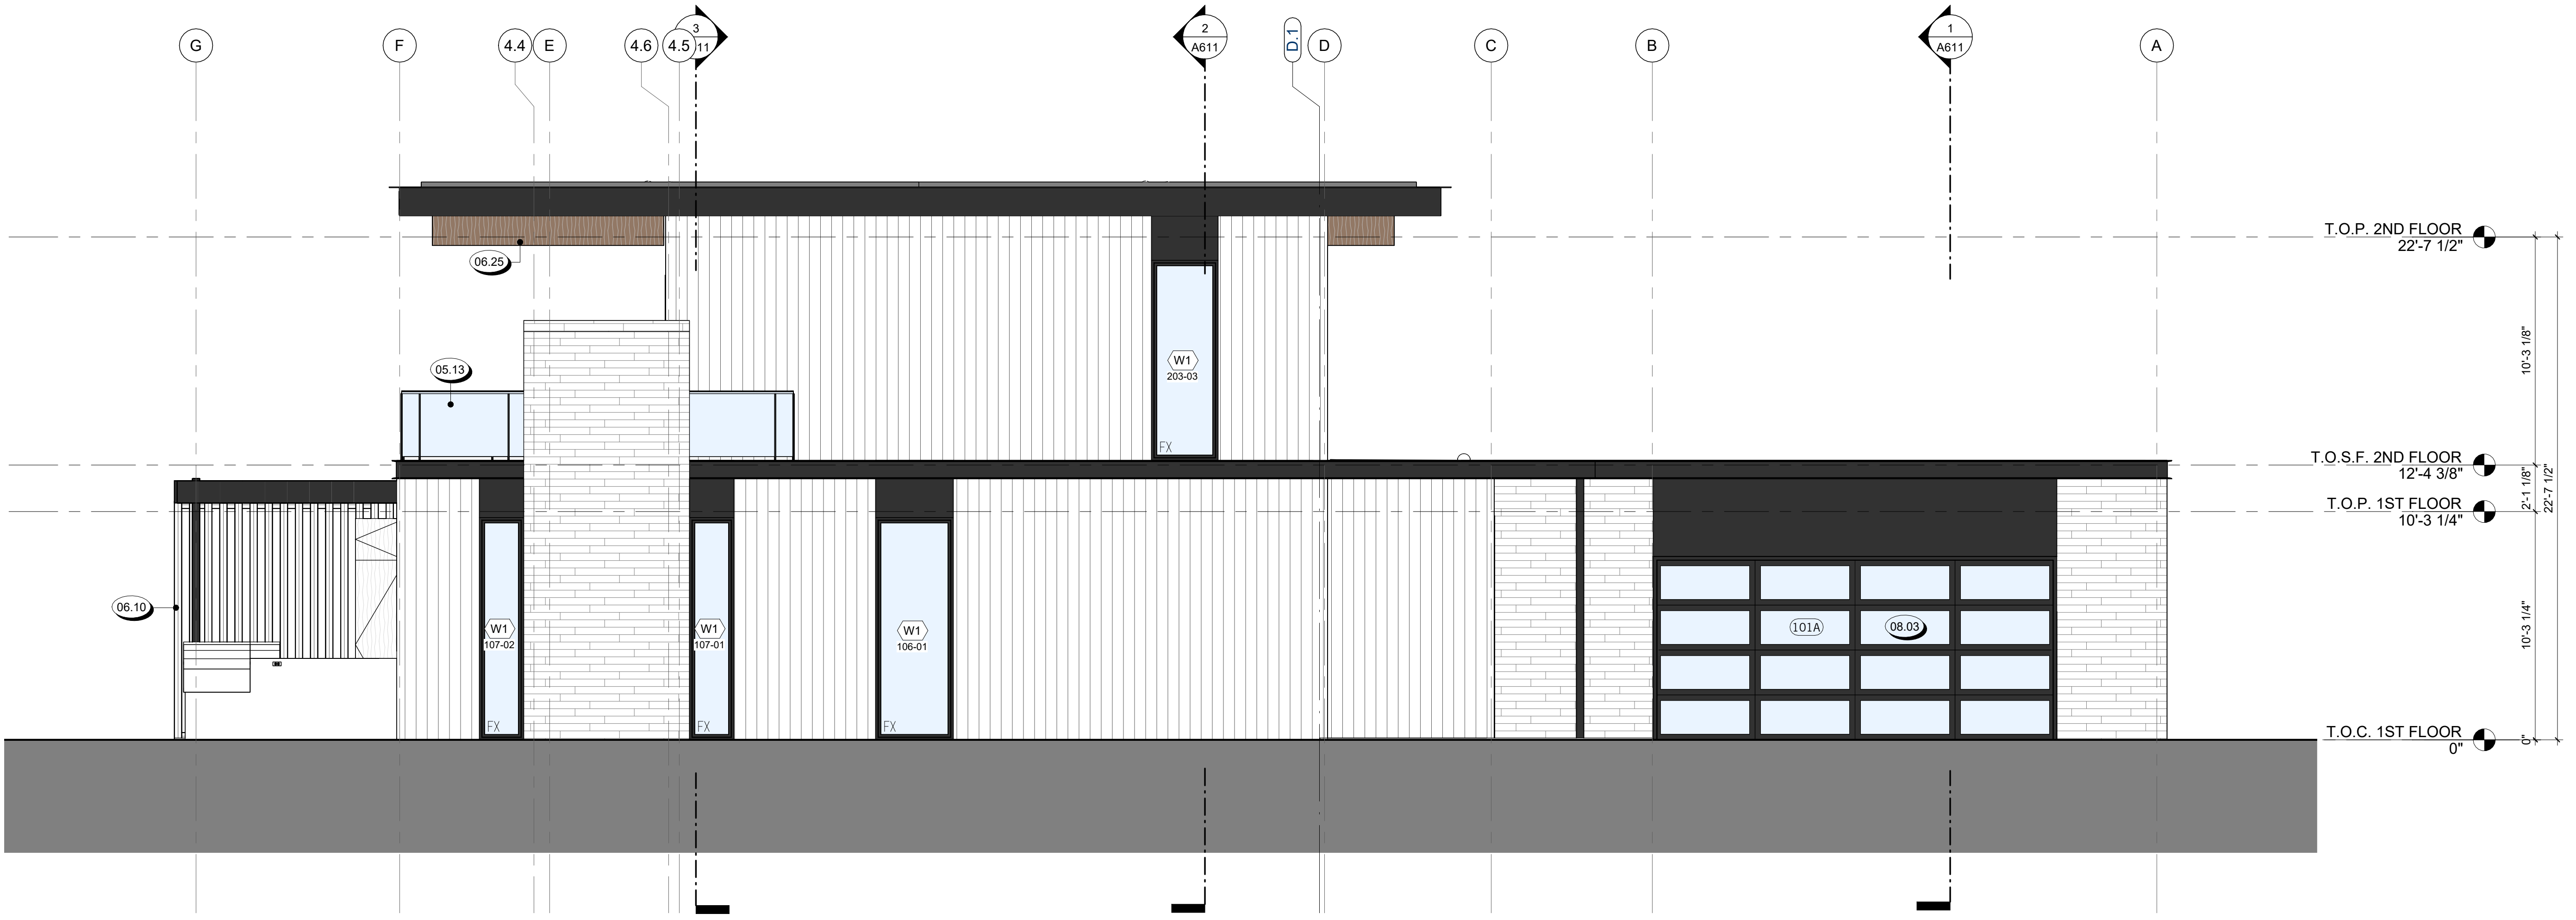 G
F
4.4
E
4.6
4.5
3
11
2
A611
D.1
D
C
B
1
A611
A
T.O.P. 2ND FLOOR
22'-7 1/2"
06.25
10'-3 1/8"
W1
203-03
05.13
FX
T.O.S.F. 2ND FLOOR
12'-4 3/8"
2'-1 1/8"
22'-7 1/2"
T.O.P. 1ST FLOOR
10'-3 1/4"
06.10
W1
107-02
W1
107-01
W1
106-01
101A
08.03
10'-3 1/4"
FX
FX
FX
T.O.C. 1ST FLOOR
0"
0"